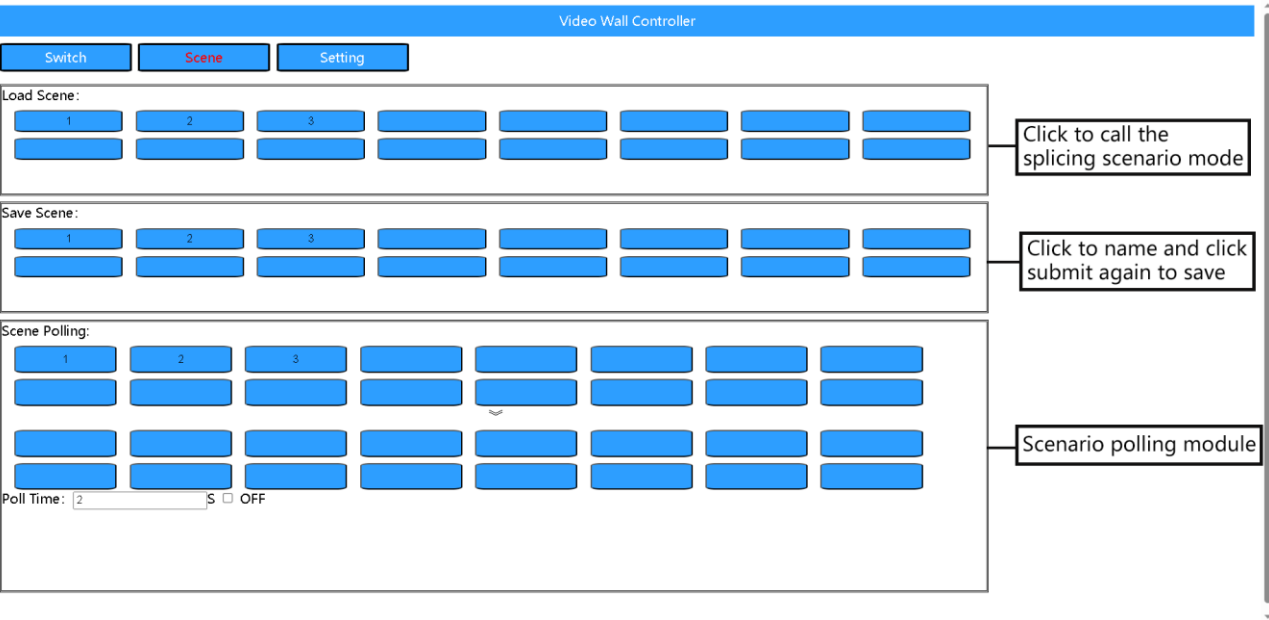 Video Wall Controller
Switch Scene Setting
Load Scene:
1 2 3
Click to call the
splicing scenario mode
Save Scene:
1 2 3
Click to name and click
submit again to save
Scene Polling:
1 2 3
Scenario polling module
Poll Time: 2 S OFF